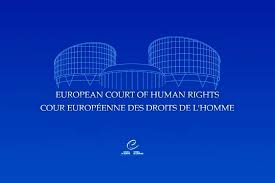 EUROPEAN COURT OF HUMAN RIGHTS
COUR EUROPÉENNE DES DROITS DE L'HOMME